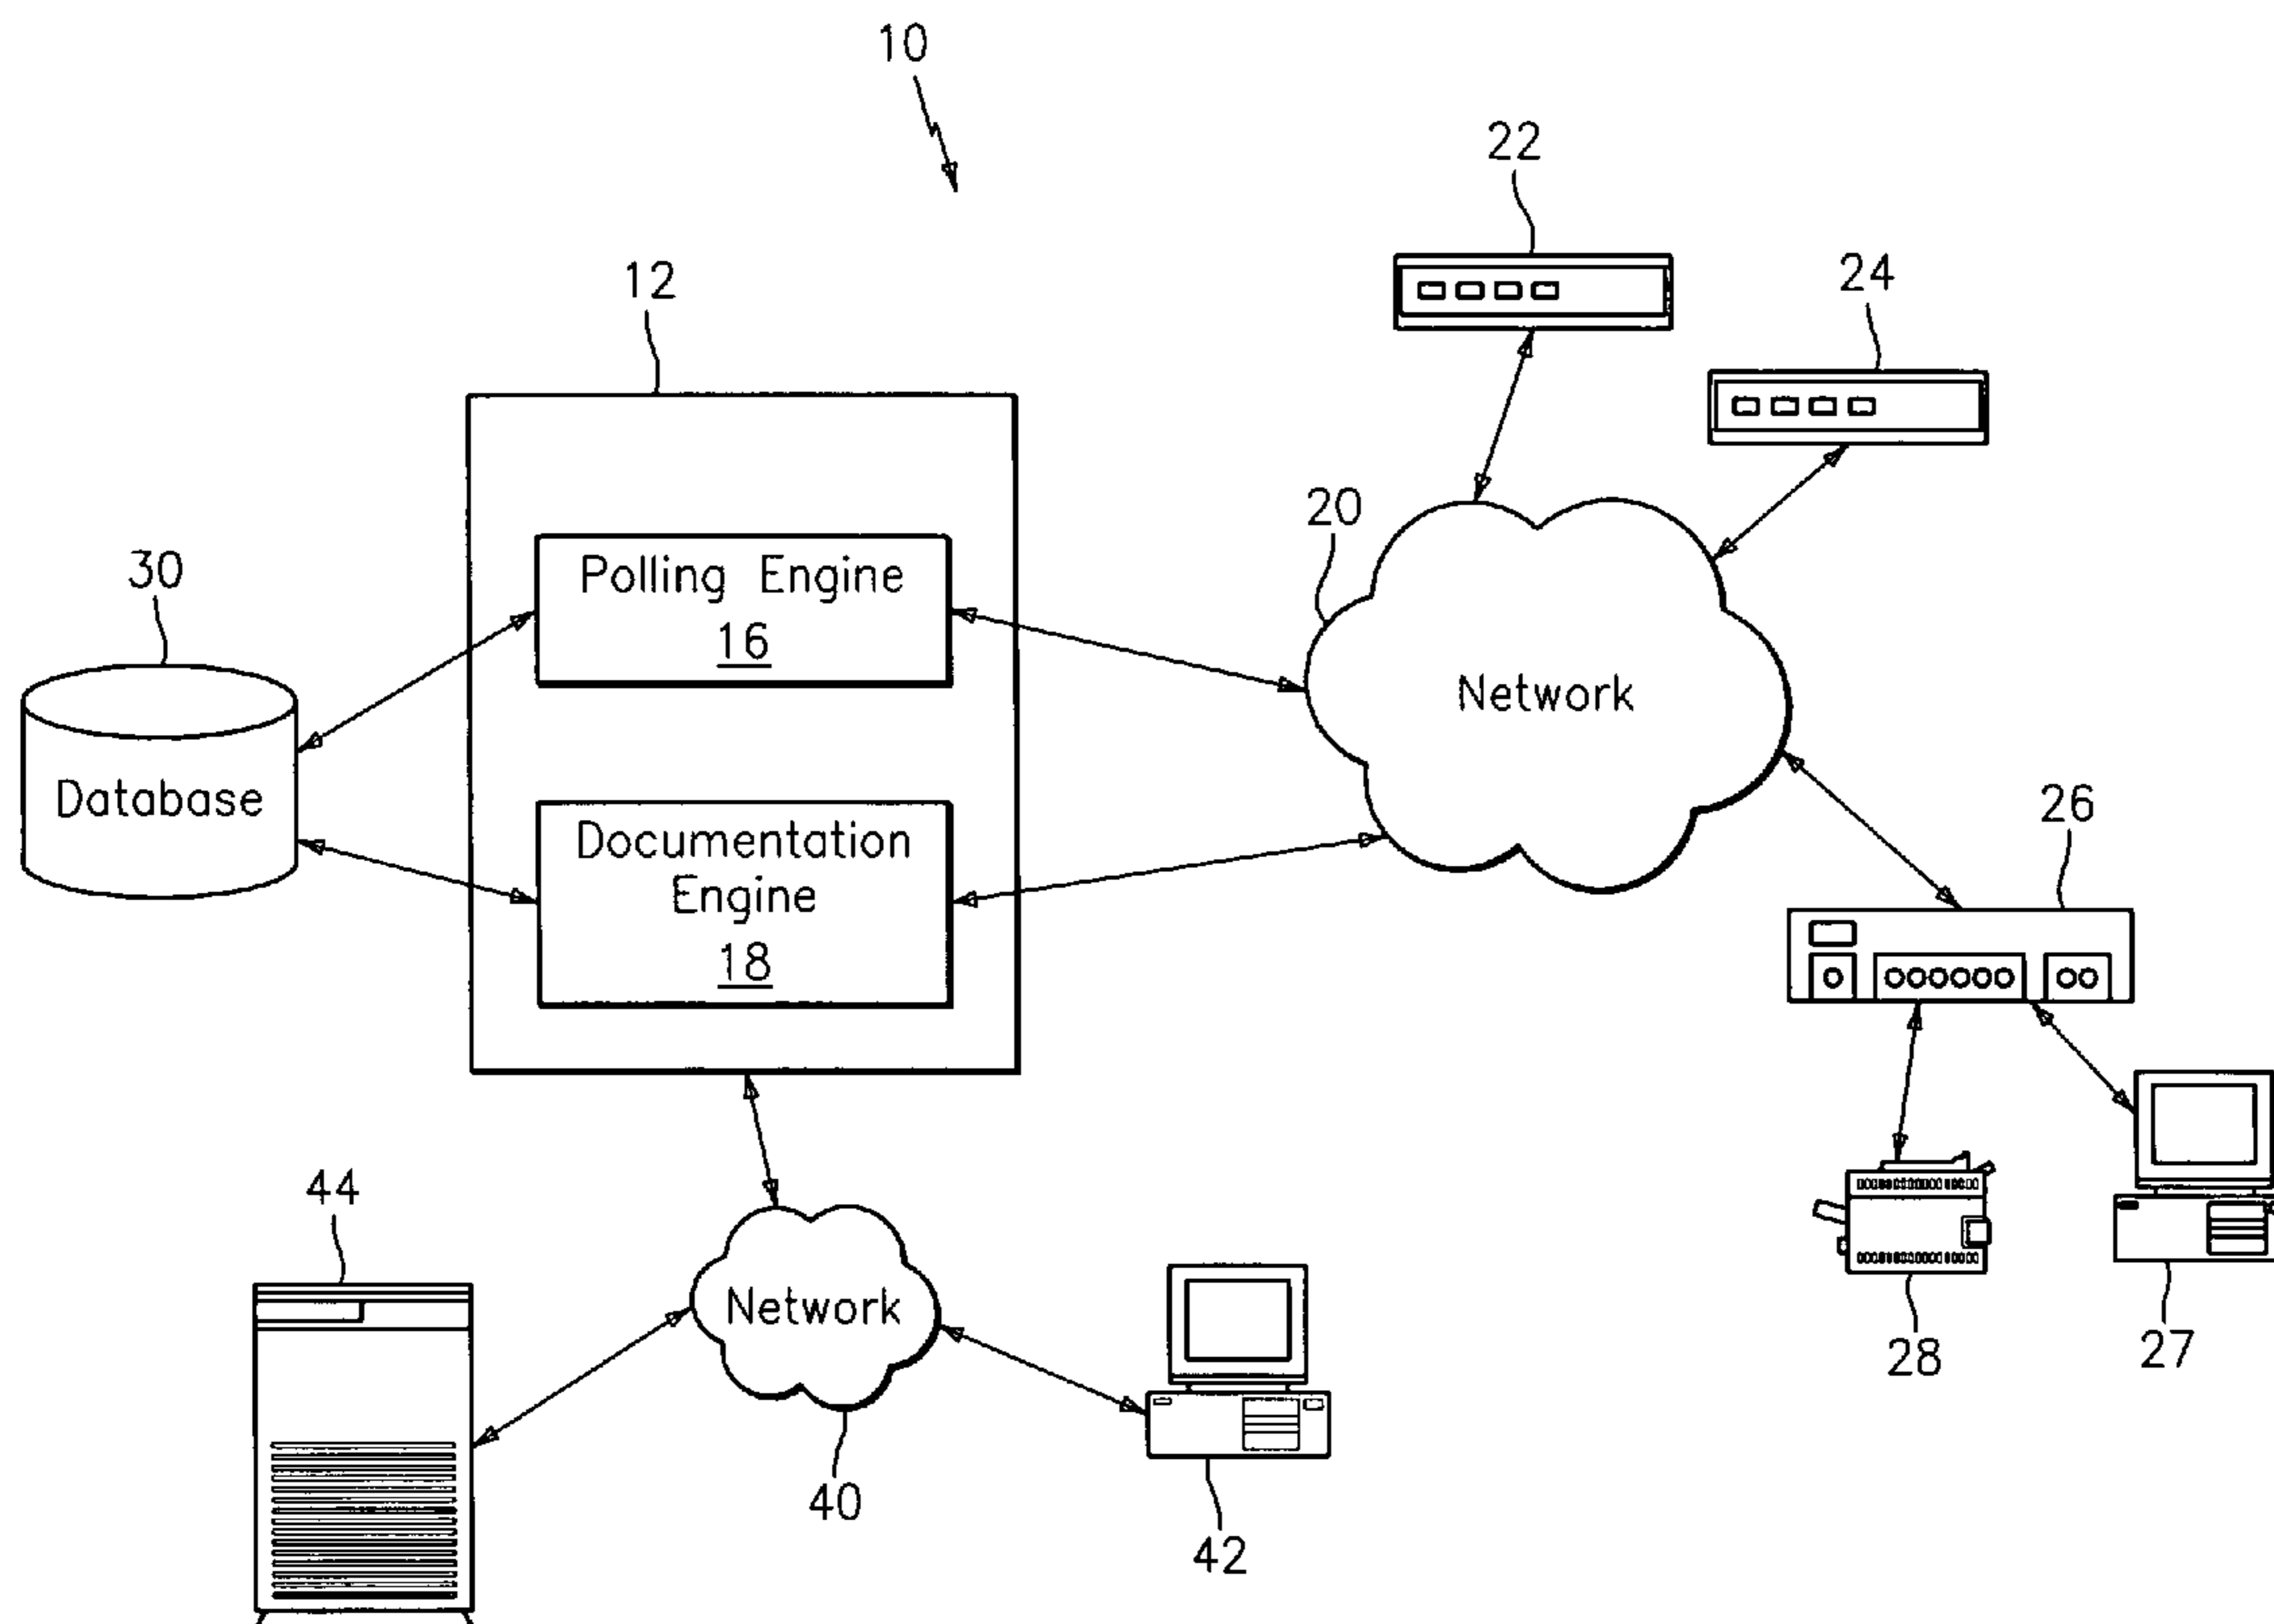 10
22
24
12
20
30
Polling Engine
16
Network
Database
26
Documentation
Engine
18
44
Network
28
27
40
42